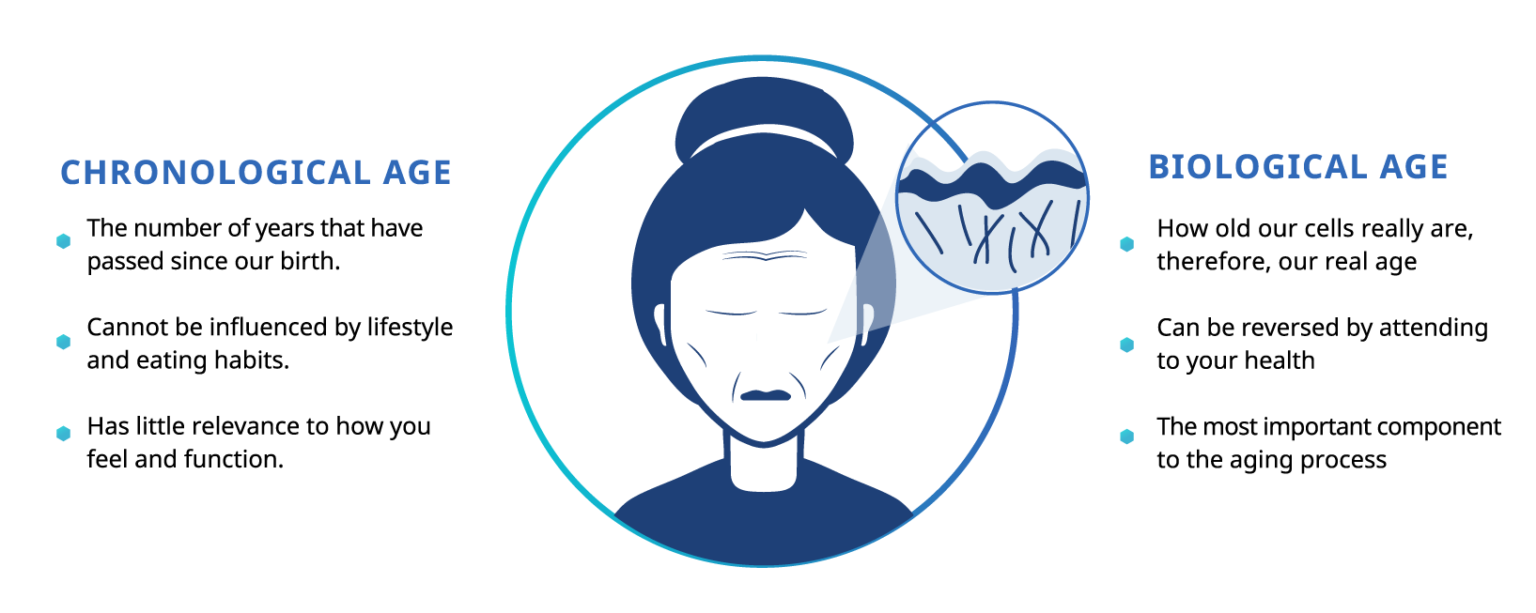 CHRONOLOGICAL AGE
The number of years that have
passed since our birth.
Cannot be influenced by lifestyle
and eating habits.
Has little relevance to how you
feel and function.
BIOLOGICAL AGE
How old our cells really are,
therefore, our real age
Can be reversed by attending
to your health
The most important component
to the aging process